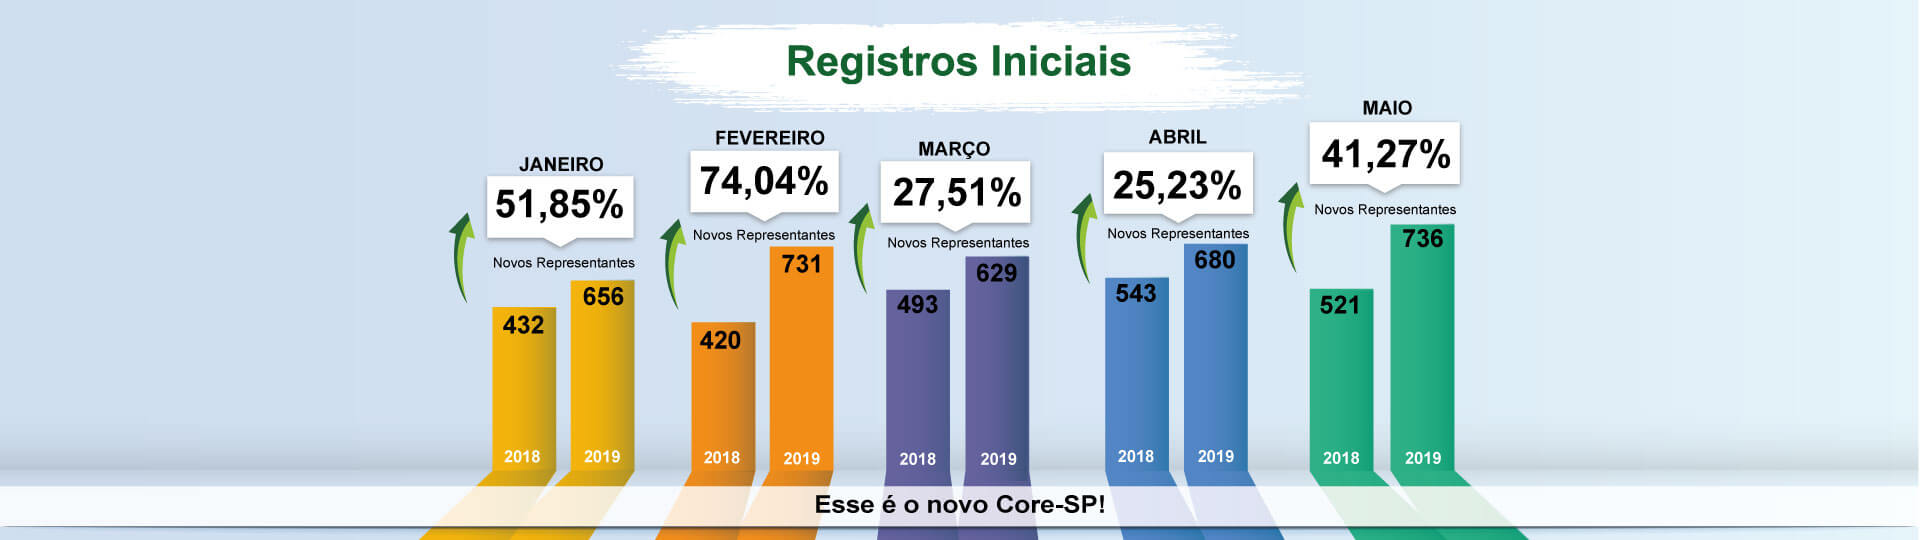 Registros Iniciais
JANEIRO
51,85%
Novos Representantes
432
656
2018
2019
FEVEREIRO
74,04%
Novos Representantes
420
731
2018
2019
MARÇO
27,51%
Novos Representantes
493
629
2018
2019
ABRIL
25,23%
Novos Representantes
543
680
2018
2019
MAIO
41,27%
Novos Representantes
521
736
2018
2019
Esse é o novo Core-SP!